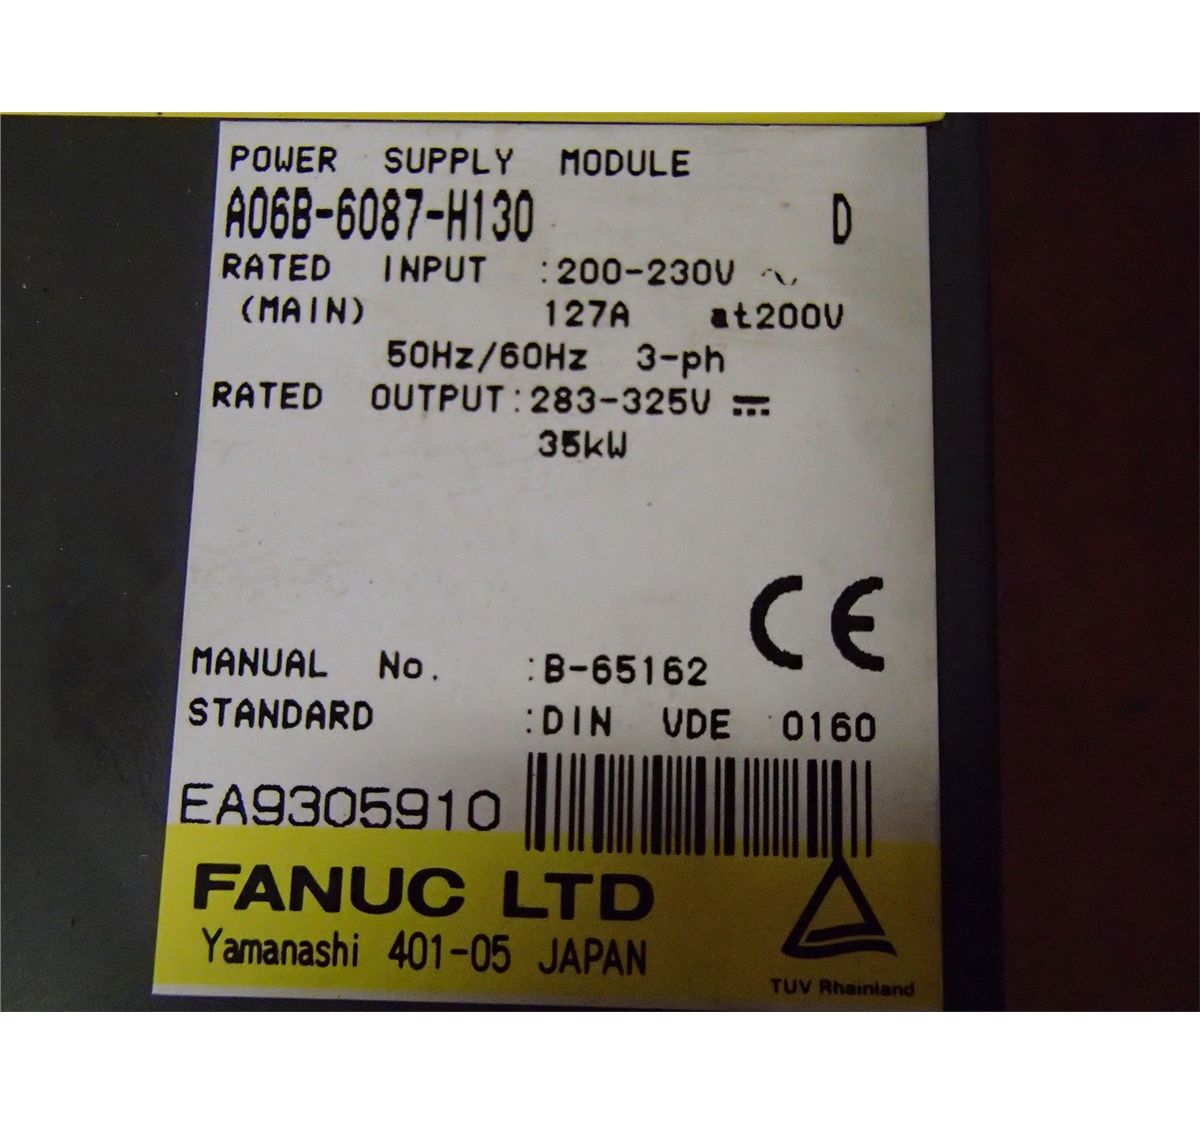 POWER SUPPLY MODULE
A06B-6087-H130 D
RATED INPUT :200-230V ∿
(MAIN) 127A at200V
50Hz/60Hz 3-ph
RATED OUTPUT:283-325V ⎓
35kW
CE
MANUAL No. :B-65162
STANDARD :DIN VDE 0160
EA9305910
FANUC LTD
Yamanashi 401-05 JAPAN
TUV Rheinland